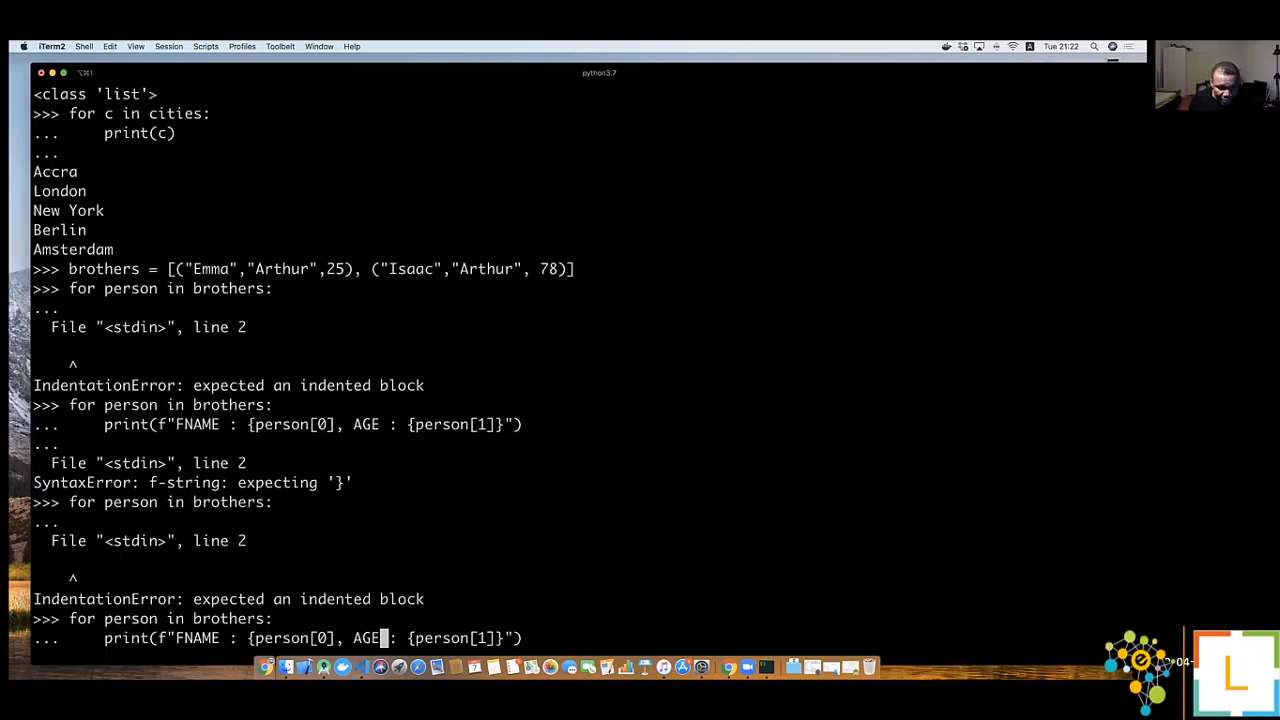 iTerm2 Shell Edit View Session Scripts Profiles Toolbelt Window Help Tue 21:22
⌥⌘1 python3.7
<class 'list'>
>>> for c in cities:
...     print(c)
...
Accra
London
New York
Berlin
Amsterdam
>>> brothers = [("Emma","Arthur",25), ("Isaac","Arthur", 78)]
>>> for person in brothers:
...
  File "<stdin>", line 2
    ^
IndentationError: expected an indented block
>>> for person in brothers:
...     print(f"FNAME : {person[0], AGE : {person[1]}")
...
  File "<stdin>", line 2
SyntaxError: f-string: expecting '}'
>>> for person in brothers:
...
  File "<stdin>", line 2
    ^
IndentationError: expected an indented block
>>> for person in brothers:
...     print(f"FNAME : {person[0], AGE : {person[1]}")
04-
L